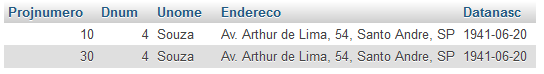 Projnumero Dnum Unome Endereco Datanasc
10 4 Souza Av. Arthur de Lima, 54, Santo Andre, SP 1941-06-20
30 4 Souza Av. Arthur de Lima, 54, Santo Andre, SP 1941-06-20